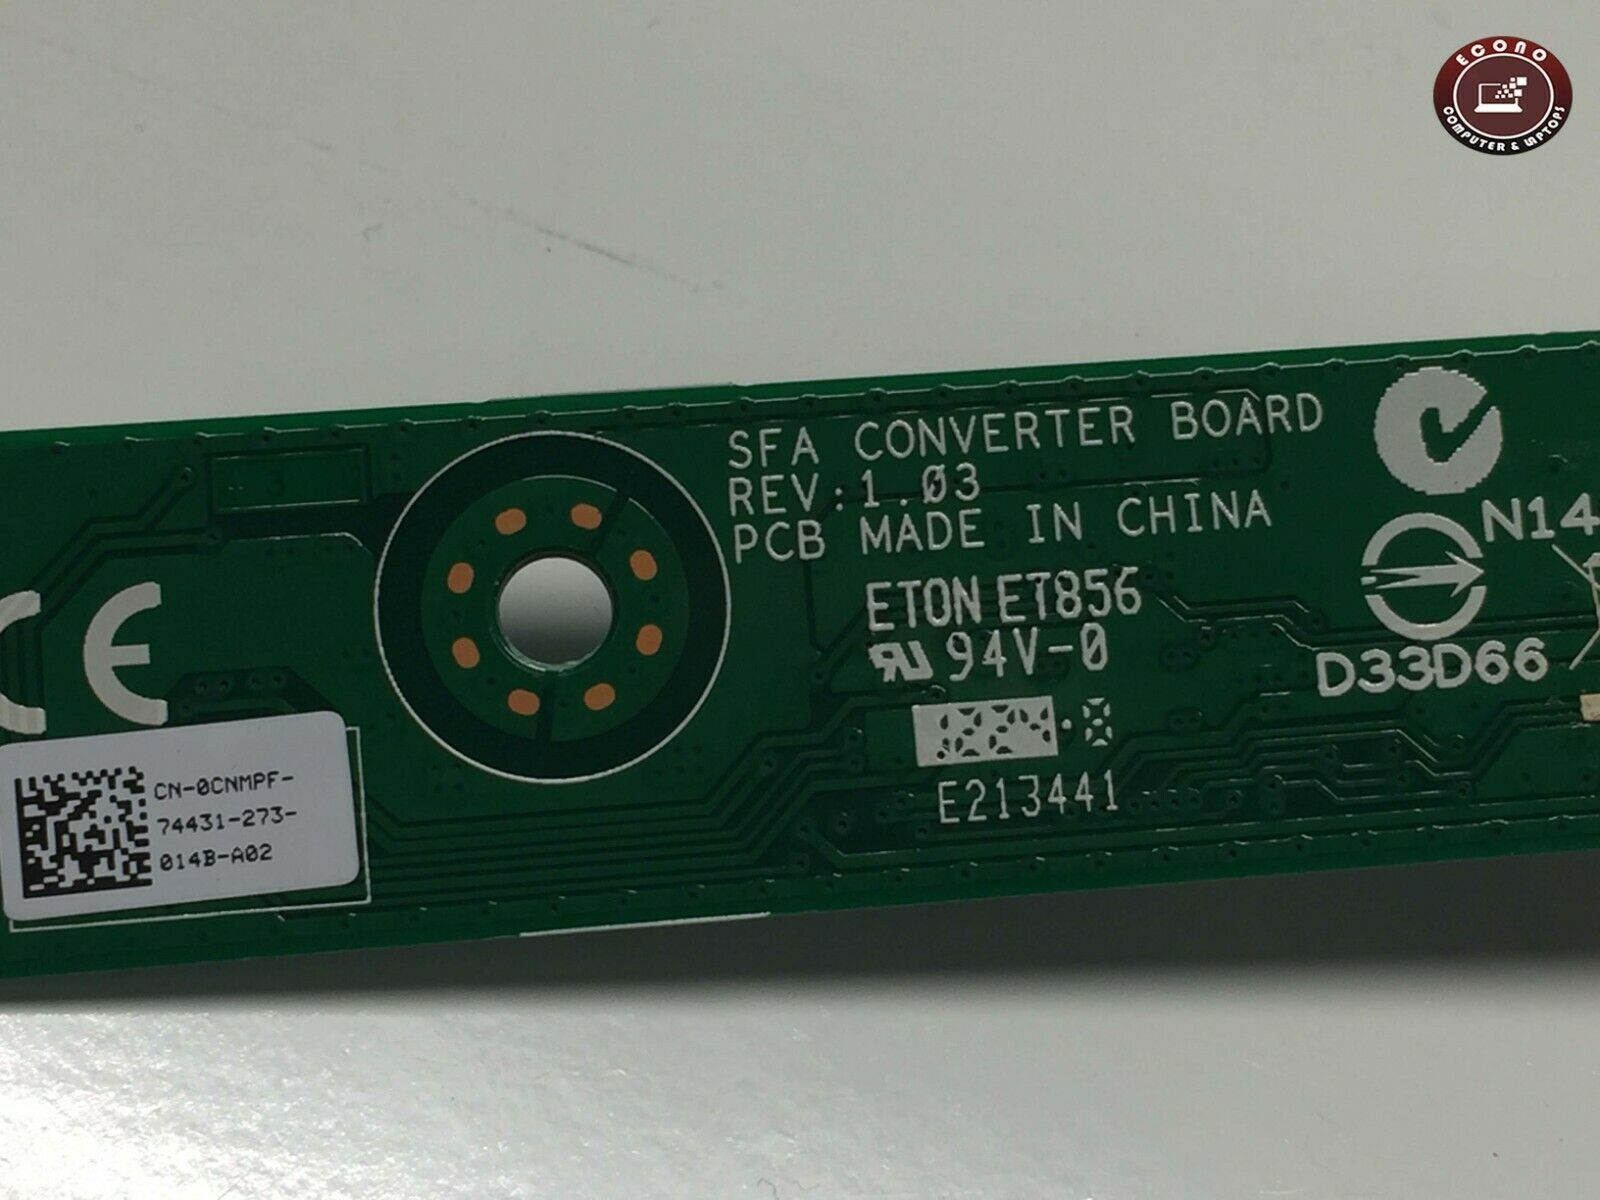 ECONO
COMPUTER & LAPTOPS
SFA CONVERTER BOARD
REV:1.03
PCB MADE IN CHINA
N14
ETON ET856
94V-0
D33D66
E213441
CE
CN-0CNMPF-
74431-273-
014B-A02